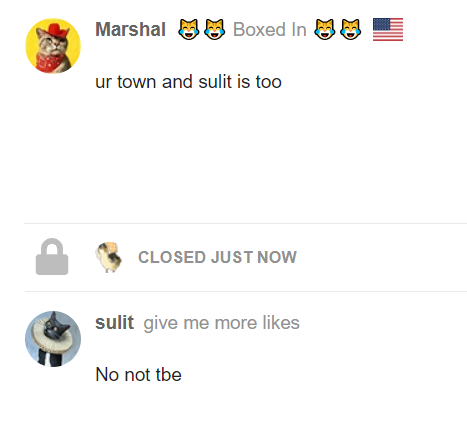 Marshal 😹😹 Boxed In 😹😹 🇺🇸
ur town and sulit is too
CLOSED JUST NOW
sulit give me more likes
No not tbe